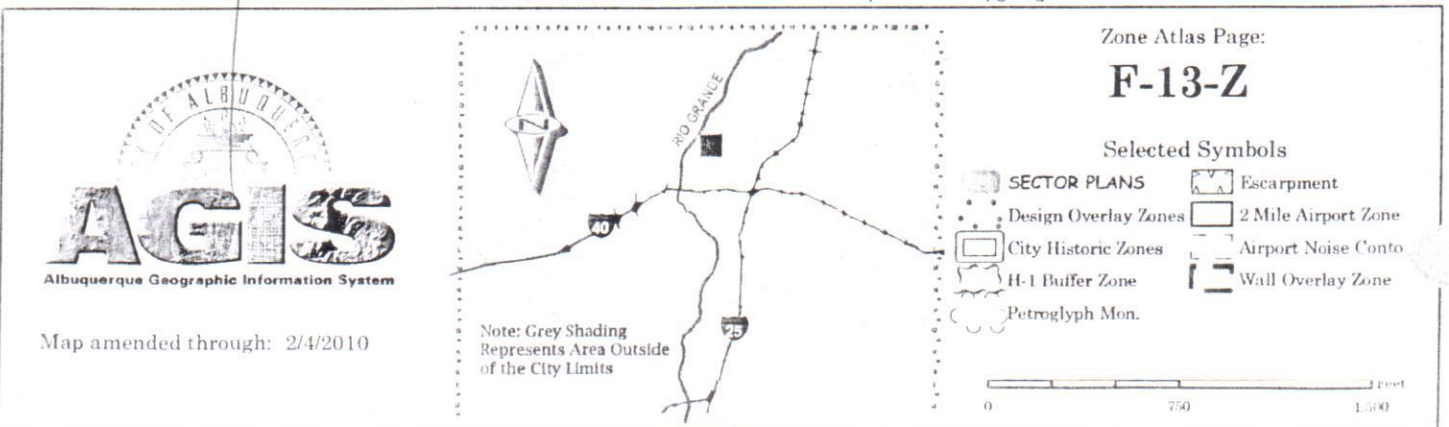 OF ALBUQUERQUE
AGIS
Albuquerque Geographic Information System
Map amended through: 2/4/2010
N
RIO GRANDE
40
25
Note: Grey Shading
Represents Area Outside
of the City Limits
Zone Atlas Page:
F-13-Z
Selected Symbols
SECTOR PLANS
Escarpment
Design Overlay Zones
2 Mile Airport Zone
City Historic Zones
Airport Noise Conto
H-1 Buffer Zone
Wall Overlay Zone
Petroglyph Mon.
Feet
0 750 1,500